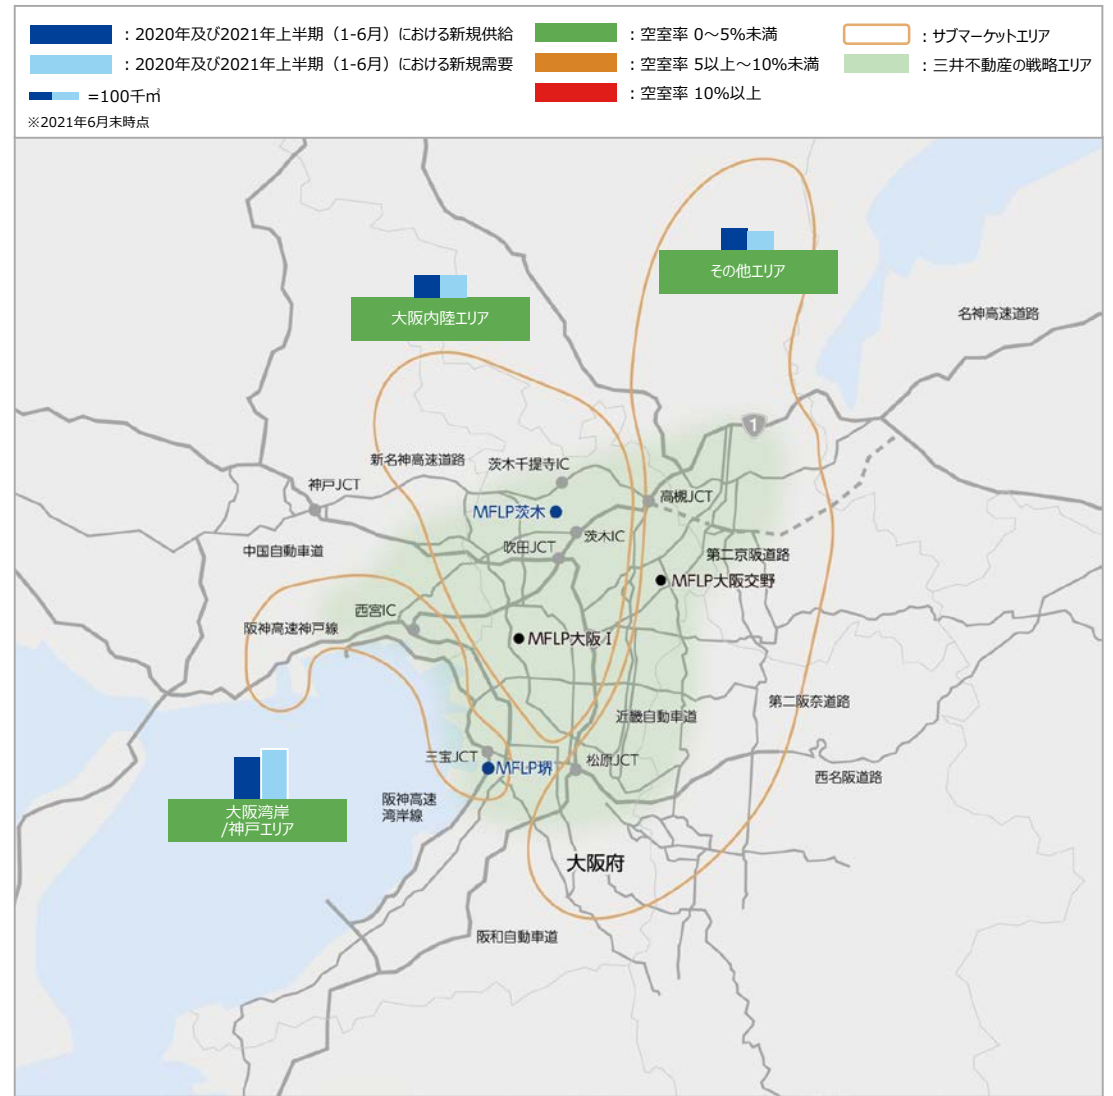 ：2020年及び2021年上半期（1-6月）における新規供給
：2020年及び2021年上半期（1-6月）における新規需要
=100千㎡
※2021年6月末時点
：空室率 0～5%未満
：空室率 5以上～10%未満
：空室率 10%以上
：サブマーケットエリア
：三井不動産の戦略エリア
その他エリア
大阪内陸エリア
名神高速道路
1
新名神高速道路
茨木千提寺IC
神戸JCT
高槻JCT
MFLP茨木
茨木IC
吹田JCT
中国自動車道
第二京阪道路
MFLP大阪交野
西宮IC
阪神高速神戸線
MFLP大阪Ⅰ
第二阪奈道路
近畿自動車道
三宝JCT
松原JCT
MFLP堺
西名阪道路
阪神高速
湾岸線
大阪湾岸
/神戸エリア
大阪府
阪和自動車道